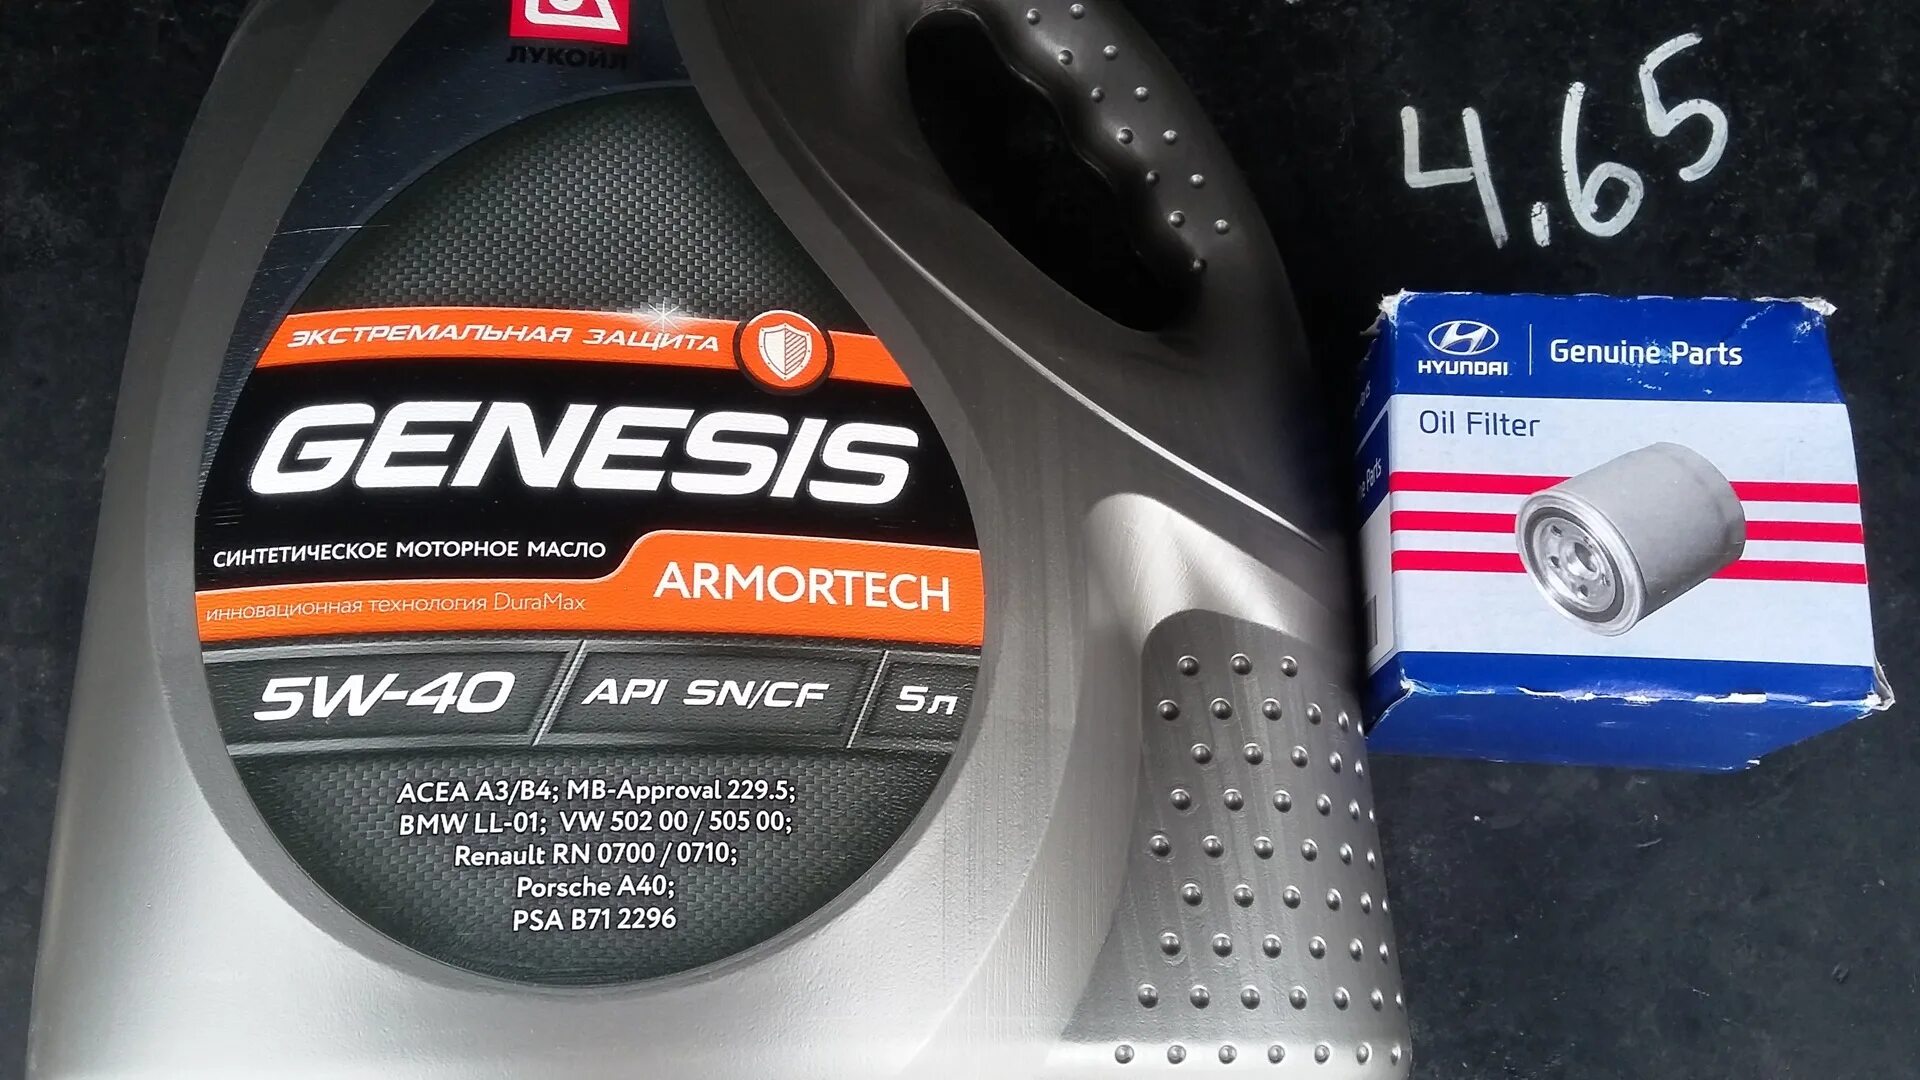 ЛУКОЙЛ
ЭКСТРЕМАЛЬНАЯ ЗАЩИТА
GENESIS
СИНТЕТИЧЕСКОЕ МОТОРНОЕ МАСЛО
ARMORTECH
инновационная технология DuraMax
5W-40
API SN/CF
5л
ACEA A3/B4; MB-Approval 229.5;
BMW LL-01; VW 502 00 / 505 00;
Renault RN 0700 / 0710;
Porsche A40;
PSA B71 2296
4,65
HYUNDAI
Genuine Parts
Oil Filter
Parts